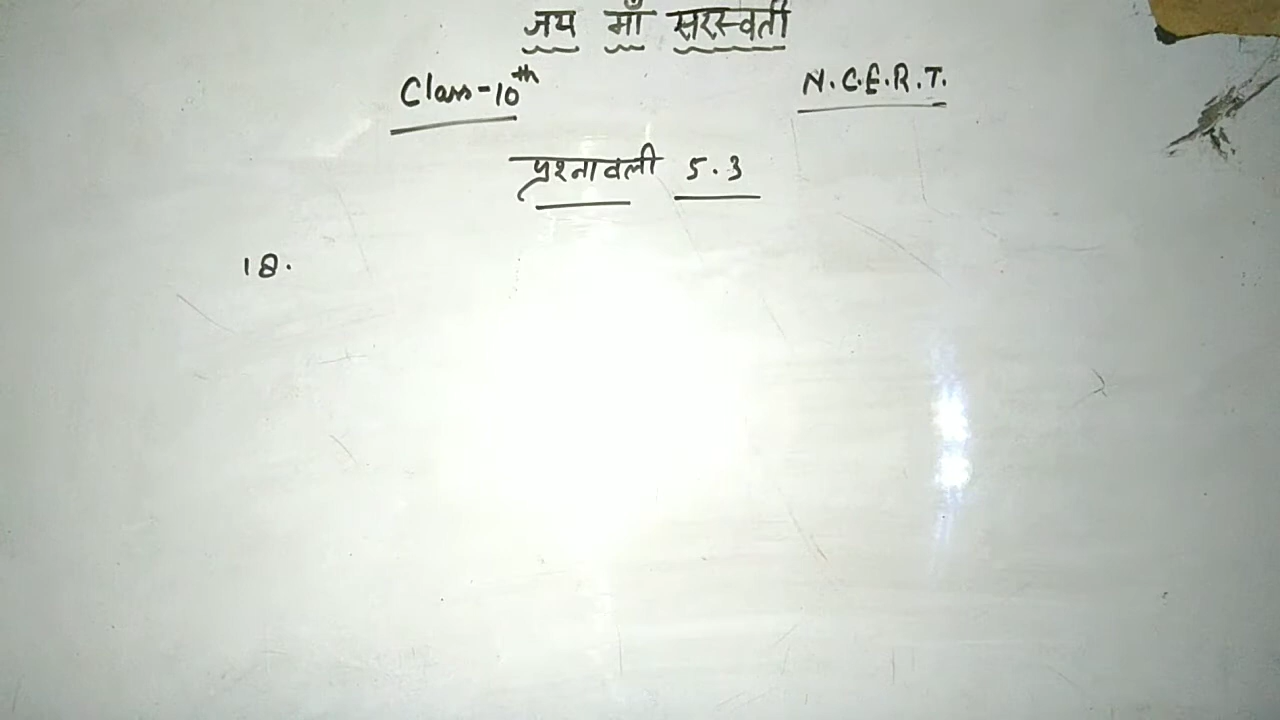 जय माँ सरस्वती
Class-10th N.C.E.R.T.
प्रश्नावली 5.3
18.